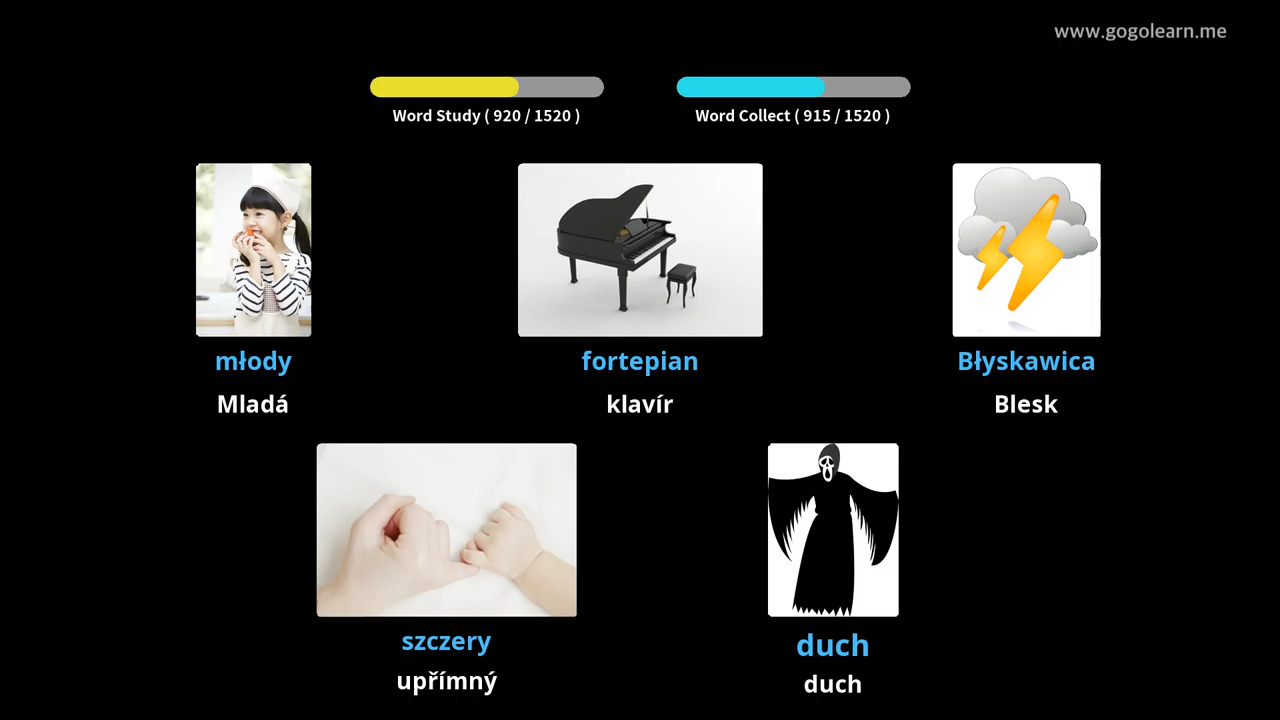 www.gogolearn.me
Word Study ( 920 / 1520 )
Word Collect ( 915 / 1520 )
młody
Mladá
fortepian
klavír
Błyskawica
Blesk
szczery
upřímný
duch
duch